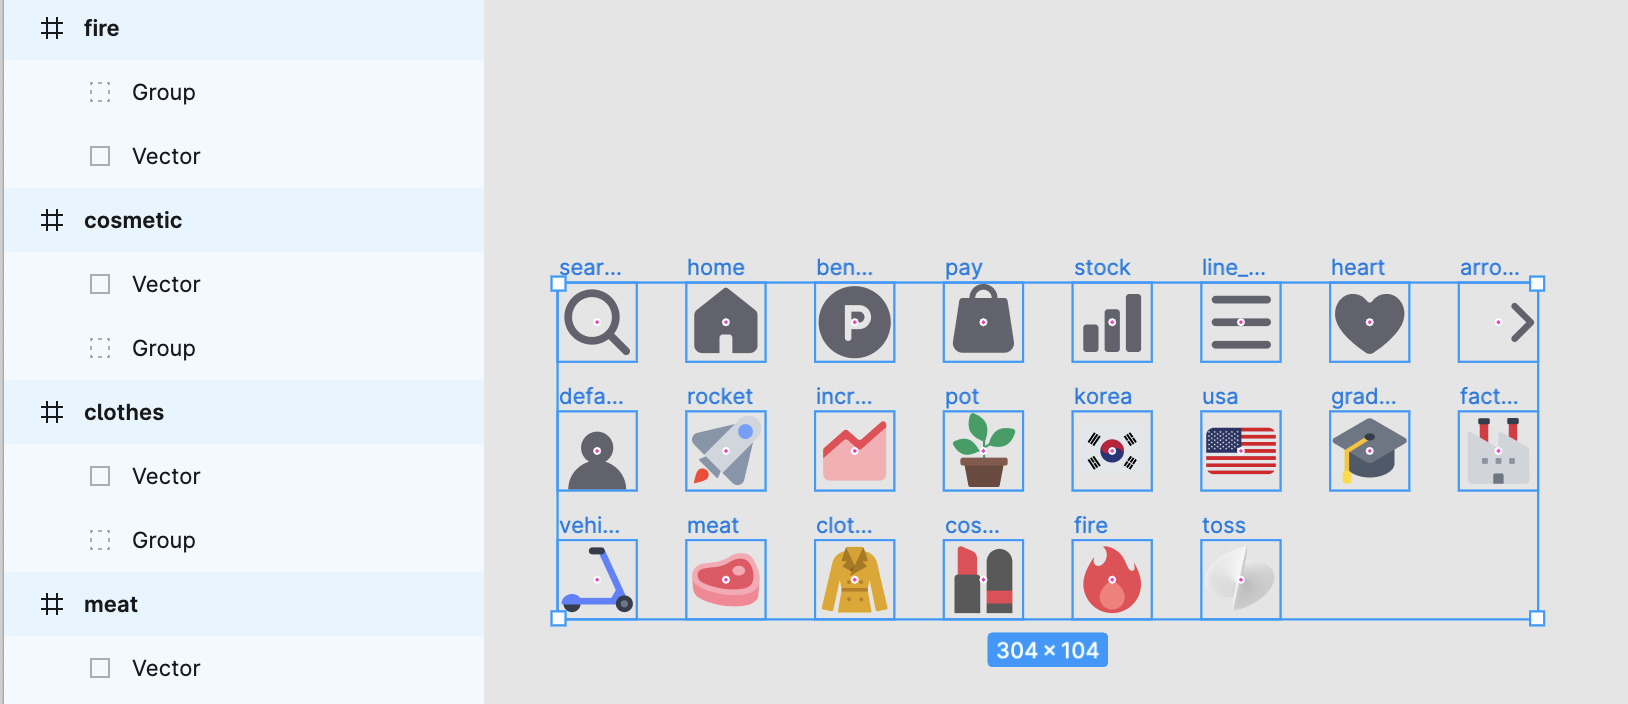 fire
Group
Vector
cosmetic
Vector
Group
clothes
Vector
Group
meat
Vector
sear... home ben... pay stock line_... heart arro...
P
defa... rocket incr... pot korea usa grad... fact...
vehi... meat clot... cos... fire toss
304 × 104